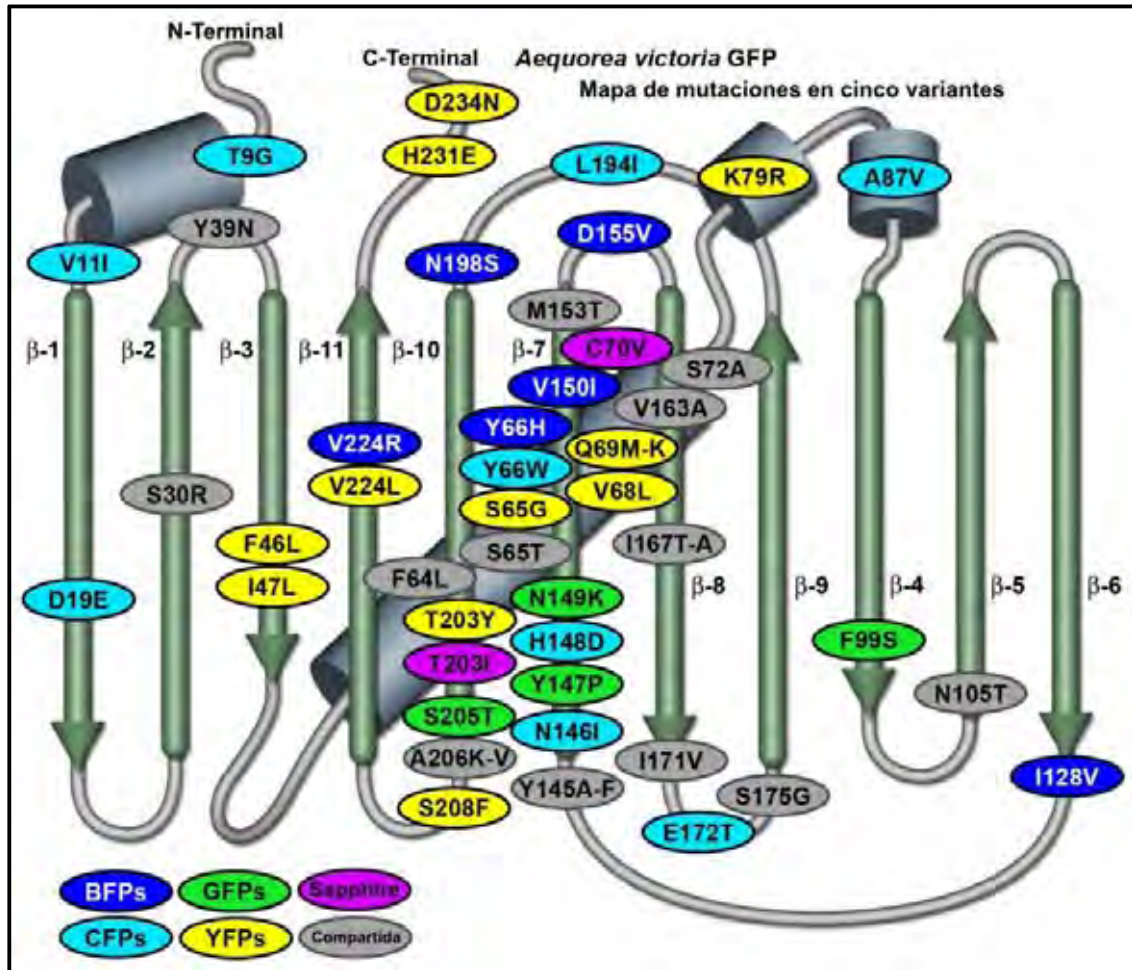 N-Terminal
C-Terminal
Aequorea victoria GFP
Mapa de mutaciones en cinco variantes
D234N
T9G
H231E
L194I
K79R
A87V
Y39N
D155V
V11I
N198S
M153T
β-1
β-2
β-3
β-11
β-10
β-7
C70V
S72A
V150I
V163A
Y66H
V224R
Q69M-K
Y66W
V224L
V68L
S30R
S65G
F46L
S65T
I167T-A
F64L
I47L
D19E
N149K
β-8
β-9
β-4
β-5
β-6
T203Y
H148D
F99S
T203I
Y147P
N105T
S205T
N146I
A206K-V
I171V
I128V
Y145A-F
S175G
S208F
E172T
BFPs
GFPs
Sapphire
CFPs
YFPs
Compartida